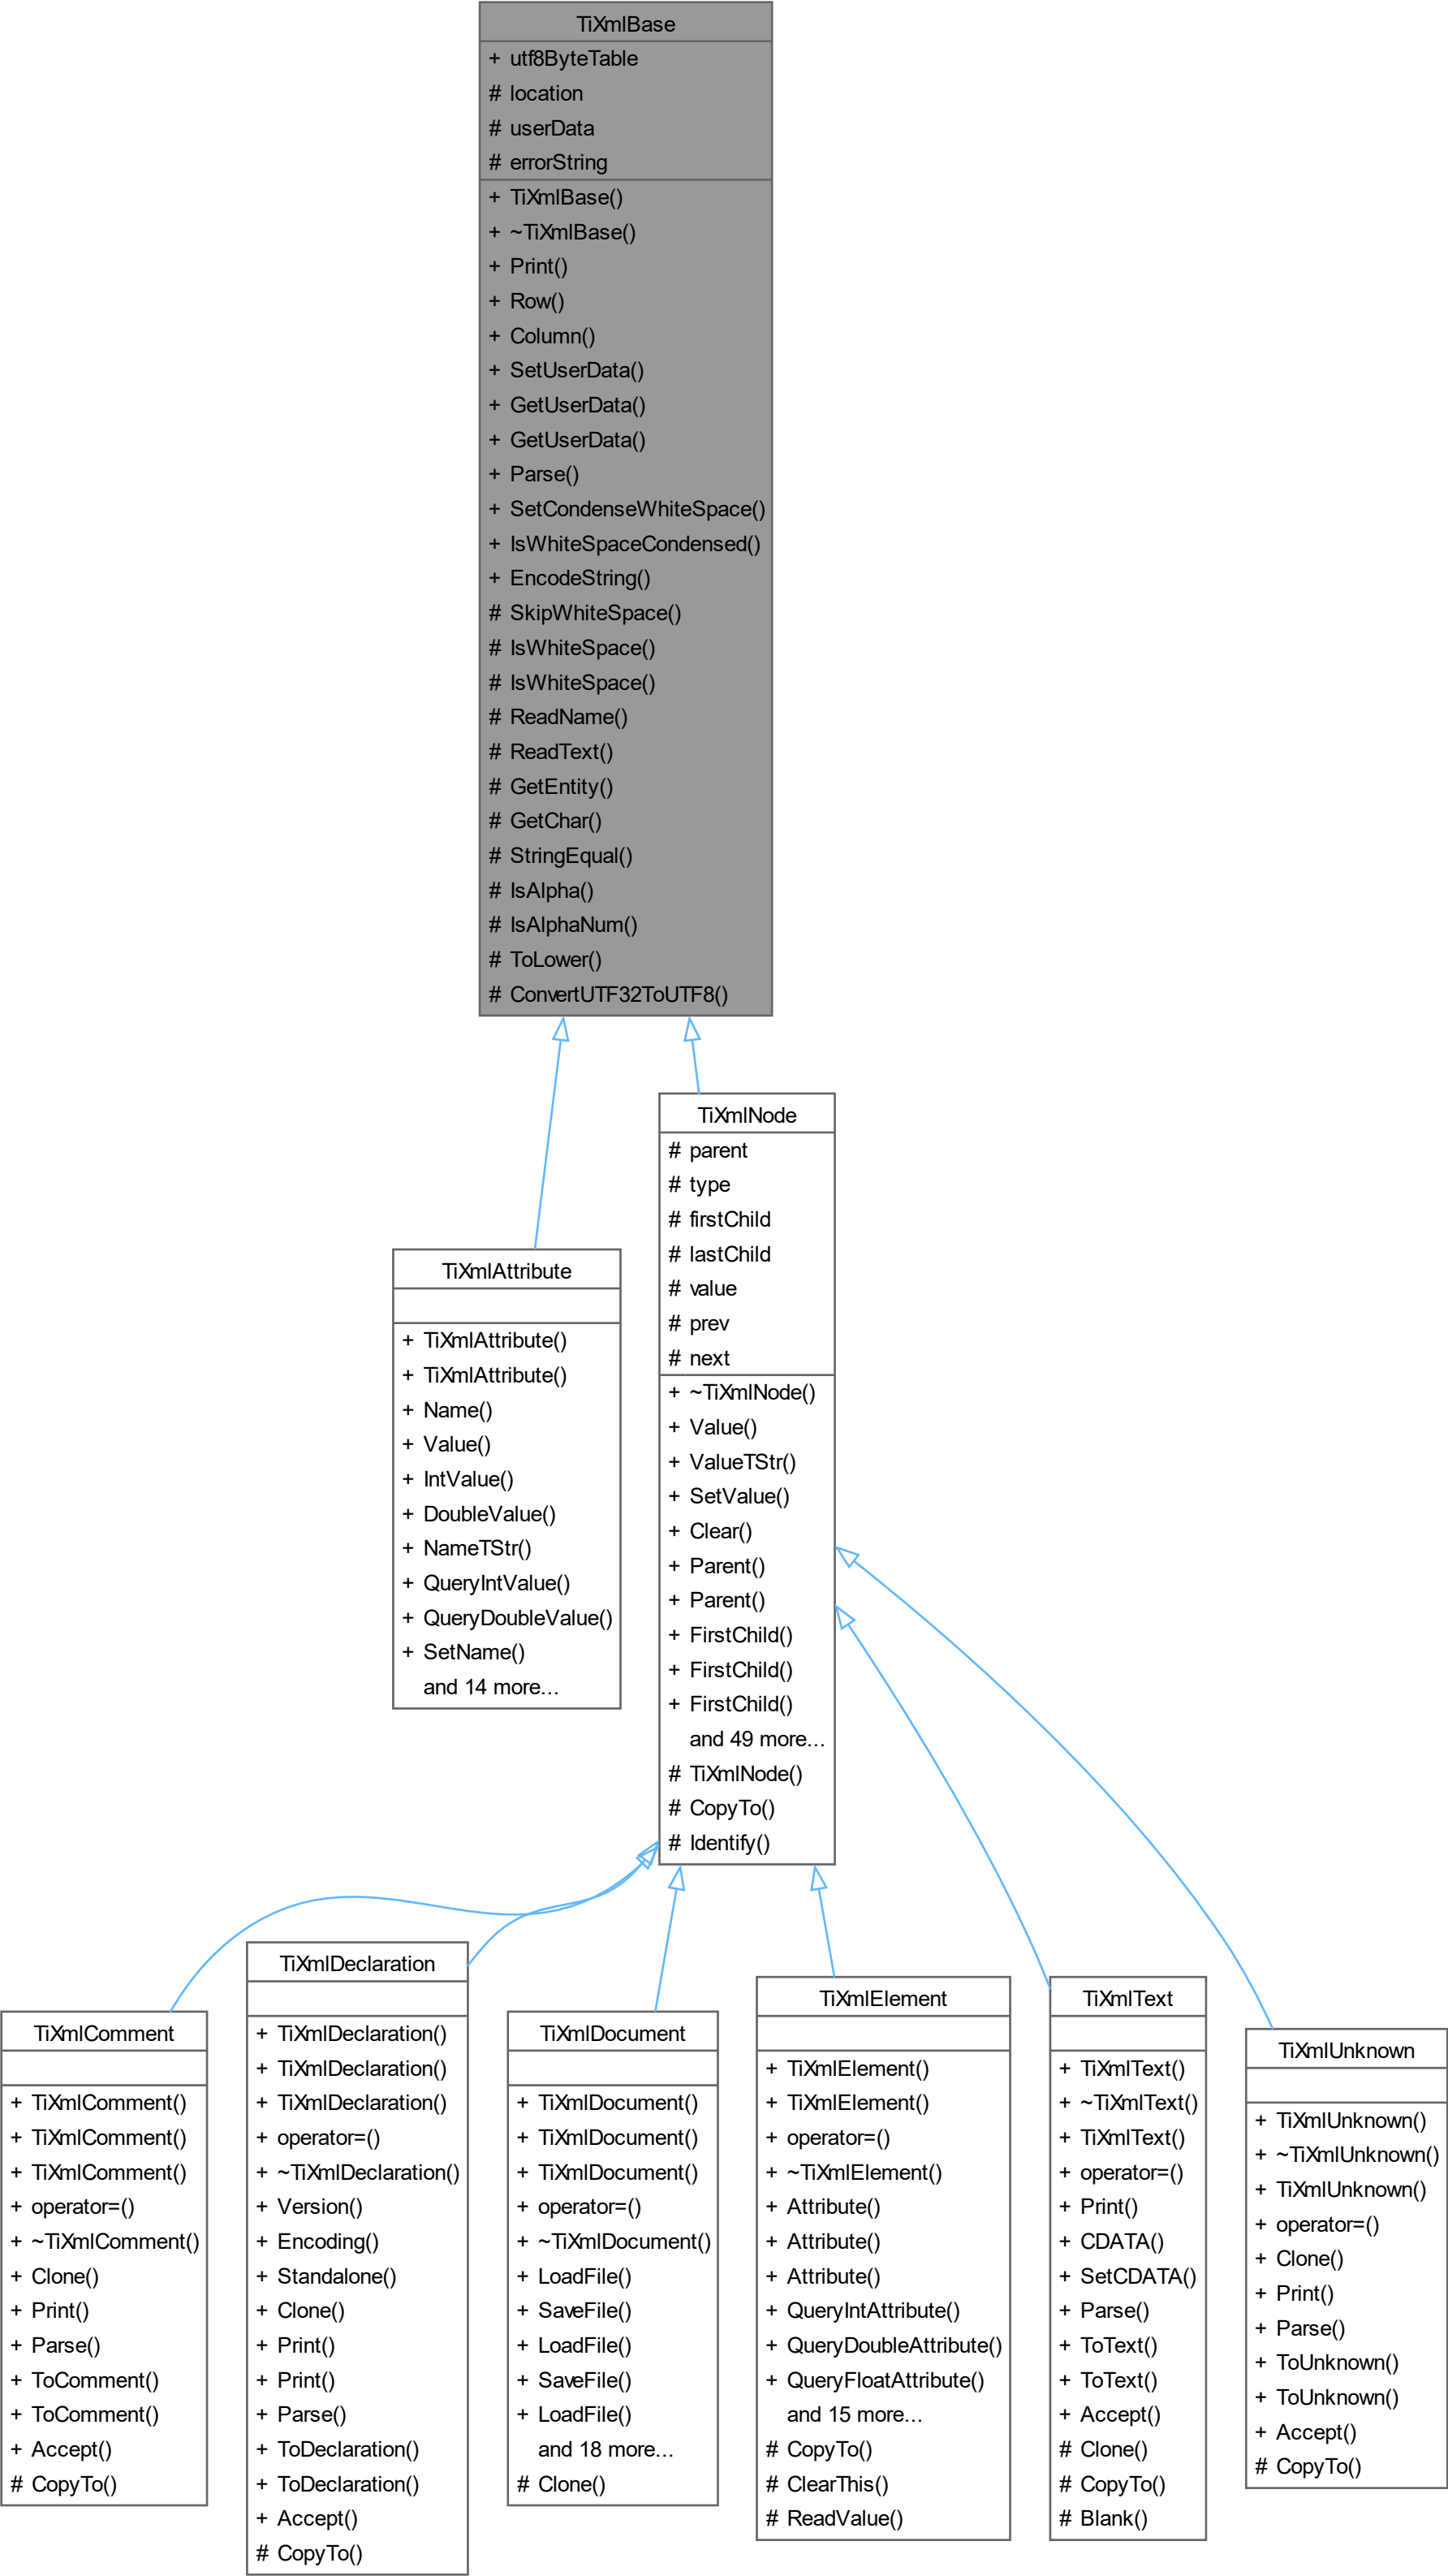 TiXmlBase
+ utf8ByteTable
# location
# userData
# errorString
+ TiXmlBase()
+ ~TiXmlBase()
+ Print()
+ Row()
+ Column()
+ SetUserData()
+ GetUserData()
+ GetUserData()
+ Parse()
+ SetCondenseWhiteSpace()
+ IsWhiteSpaceCondensed()
+ EncodeString()
# SkipWhiteSpace()
# IsWhiteSpace()
# IsWhiteSpace()
# ReadName()
# ReadText()
# GetEntity()
# GetChar()
# StringEqual()
# IsAlpha()
# IsAlphaNum()
# ToLower()
# ConvertUTF32ToUTF8()
TiXmlAttribute
+ TiXmlAttribute()
+ TiXmlAttribute()
+ Name()
+ Value()
+ IntValue()
+ DoubleValue()
+ NameTStr()
+ QueryIntValue()
+ QueryDoubleValue()
+ SetName()
and 14 more...
TiXmlNode
# parent
# type
# firstChild
# lastChild
# value
# prev
# next
+ ~TiXmlNode()
+ Value()
+ ValueTStr()
+ SetValue()
+ Clear()
+ Parent()
+ Parent()
+ FirstChild()
+ FirstChild()
+ FirstChild()
and 49 more...
# TiXmlNode()
# CopyTo()
# Identify()
TiXmlComment
+ TiXmlComment()
+ TiXmlComment()
+ TiXmlComment()
+ operator=()
+ ~TiXmlComment()
+ Clone()
+ Print()
+ Parse()
+ ToComment()
+ ToComment()
+ Accept()
# CopyTo()
TiXmlDeclaration
+ TiXmlDeclaration()
+ TiXmlDeclaration()
+ TiXmlDeclaration()
+ operator=()
+ ~TiXmlDeclaration()
+ Version()
+ Encoding()
+ Standalone()
+ Clone()
+ Print()
+ Print()
+ Parse()
+ ToDeclaration()
+ ToDeclaration()
+ Accept()
# CopyTo()
TiXmlDocument
+ TiXmlDocument()
+ TiXmlDocument()
+ TiXmlDocument()
+ operator=()
+ ~TiXmlDocument()
+ LoadFile()
+ SaveFile()
+ LoadFile()
+ SaveFile()
+ LoadFile()
and 18 more...
# Clone()
TiXmlElement
+ TiXmlElement()
+ TiXmlElement()
+ operator=()
+ ~TiXmlElement()
+ Attribute()
+ Attribute()
+ Attribute()
+ QueryIntAttribute()
+ QueryDoubleAttribute()
+ QueryFloatAttribute()
and 15 more...
# CopyTo()
# ClearThis()
# ReadValue()
TiXmlText
+ TiXmlText()
+ ~TiXmlText()
+ TiXmlText()
+ operator=()
+ Print()
+ CDATA()
+ SetCDATA()
+ Parse()
+ ToText()
+ ToText()
+ Accept()
# Clone()
# CopyTo()
# Blank()
TiXmlUnknown
+ TiXmlUnknown()
+ ~TiXmlUnknown()
+ TiXmlUnknown()
+ operator=()
+ Clone()
+ Print()
+ Parse()
+ ToUnknown()
+ ToUnknown()
+ Accept()
# CopyTo()